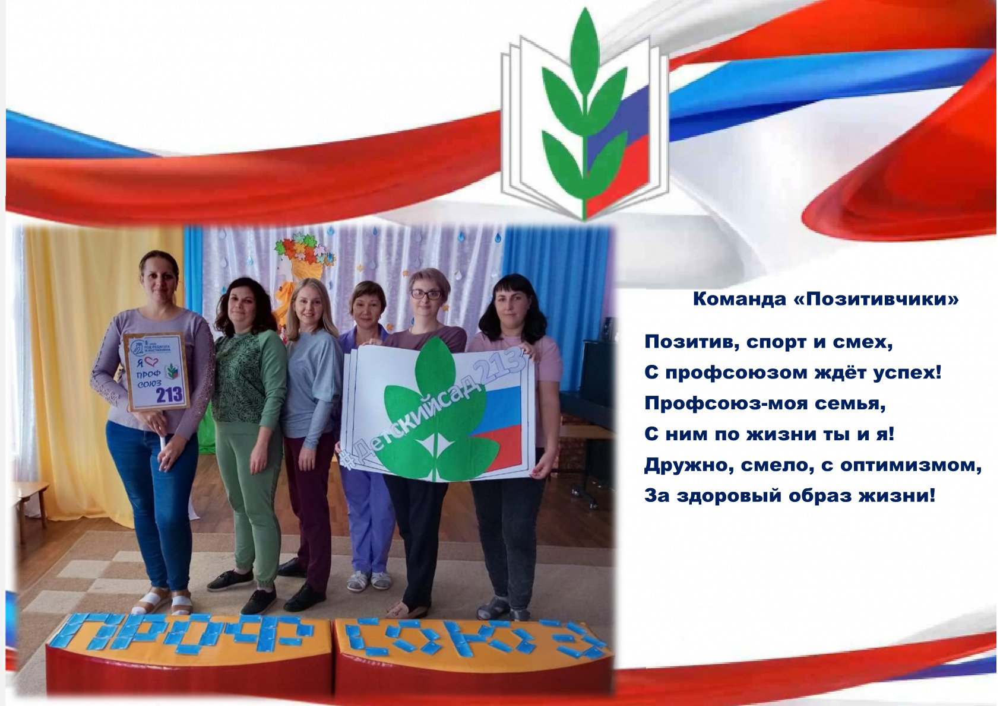 Команда «Позитивчики»
Позитив, спорт и смех,
С профсоюзом ждёт успех!
Профсоюз-моя семья,
С ним по жизни ты и я!
Дружно, смело, с оптимизмом,
За здоровый образ жизни!
ГОД ПЕДАГОГА
И НАСТАВНИКА
Я
ПРОФ
СОЮЗ
213
#Детскийсад213
ПРОФ СОЮЗ